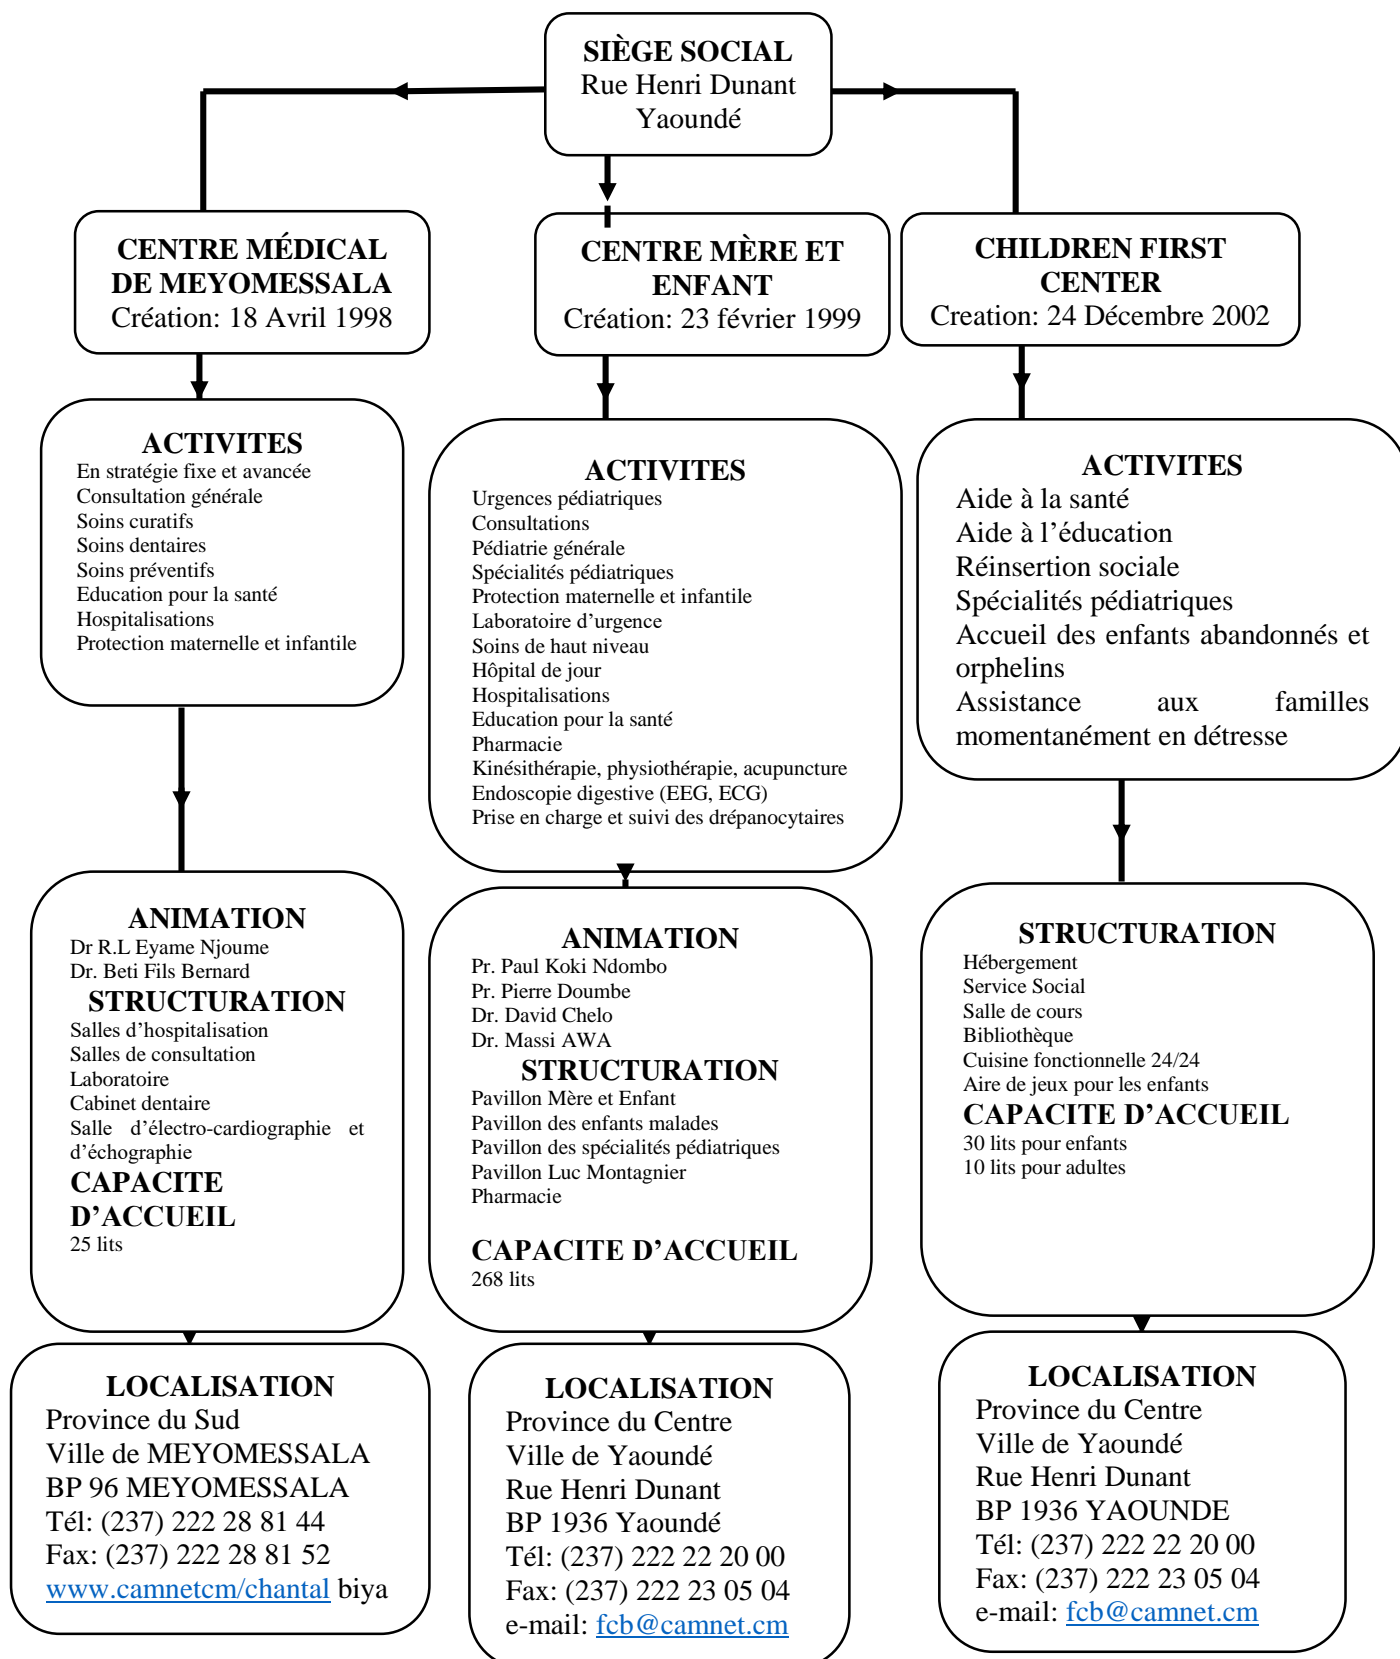 SIÈGE SOCIAL
Rue Henri Dunant
Yaoundé
CENTRE MÉDICAL
DE MEYOMESSALA
Création: 18 Avril 1998
CENTRE MÈRE ET
ENFANT
Création: 23 février 1999
CHILDREN FIRST
CENTER
Creation: 24 Décembre 2002
ACTIVITES
En stratégie fixe et avancée
Consultation générale
Soins curatifs
Soins dentaires
Soins préventifs
Education pour la santé
Hospitalisations
Protection maternelle et infantile
ACTIVITES
Urgences pédiatriques
Consultations
Pédiatrie générale
Spécialités pédiatriques
Protection maternelle et infantile
Laboratoire d’urgence
Soins de haut niveau
Hôpital de jour
Hospitalisations
Education pour la santé
Pharmacie
Kinésithérapie, physiothérapie, acupuncture
Endoscopie digestive (EEG, ECG)
Prise en charge et suivi des drépanocytaires
ACTIVITES
Aide à la santé
Aide à l’éducation
Réinsertion sociale
Spécialités pédiatriques
Accueil des enfants abandonnés et
orphelins
Assistance aux familles
momentanément en détresse
ANIMATION
Dr R.L Eyame Njoume
Dr. Beti Fils Bernard
STRUCTURATION
Salles d’hospitalisation
Salles de consultation
Laboratoire
Cabinet dentaire
Salle d’électro-cardiographie et
d’échographie
CAPACITE
D’ACCUEIL
25 lits
ANIMATION
Pr. Paul Koki Ndombo
Pr. Pierre Doumbe
Dr. David Chelo
Dr. Massi AWA
STRUCTURATION
Pavillon Mère et Enfant
Pavillon des enfants malades
Pavillon des spécialités pédiatriques
Pavillon Luc Montagnier
Pharmacie
CAPACITE D’ACCUEIL
268 lits
STRUCTURATION
Hébergement
Service Social
Salle de cours
Bibliothèque
Cuisine fonctionnelle 24/24
Aire de jeux pour les enfants
CAPACITE D’ACCUEIL
30 lits pour enfants
10 lits pour adultes
LOCALISATION
Province du Sud
Ville de MEYOMESSALA
BP 96 MEYOMESSALA
Tél: (237) 222 28 81 44
Fax: (237) 222 28 81 52
www.camnetcm/chantal biya
LOCALISATION
Province du Centre
Ville de Yaoundé
Rue Henri Dunant
BP 1936 Yaoundé
Tél: (237) 222 22 20 00
Fax: (237) 222 23 05 04
e-mail: fcb@camnet.cm
LOCALISATION
Province du Centre
Ville de Yaoundé
Rue Henri Dunant
BP 1936 YAOUNDE
Tél: (237) 222 22 20 00
Fax: (237) 222 23 05 04
e-mail: fcb@camnet.cm